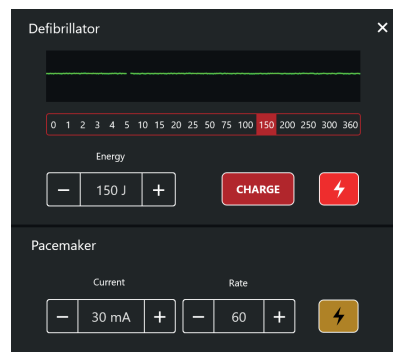 Defibrillator
0 1 2 3 4 5 10 15 20 25 50 75 100 150 200 250 300 360
Energy
150 J
CHARGE
Pacemaker
Current Rate
30 mA 60